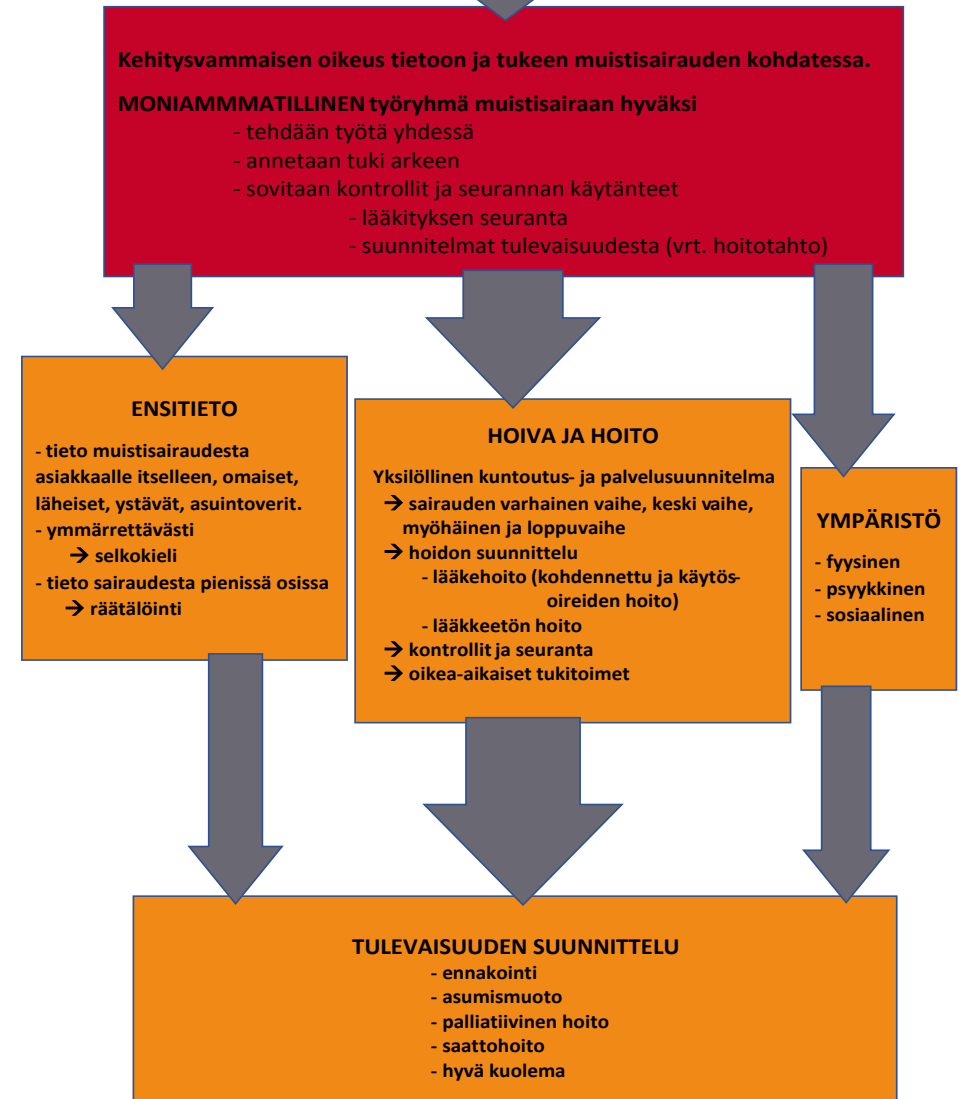 Kehitysvammaisen oikeus tietoon ja tukeen muistisairauden kohdatessa.
MONIAMMMATILLINEN työryhmä muistisairaan hyväksi
- tehdään työtä yhdessä
- annetaan tuki arkeen
- sovitaan kontrollit ja seurannan käytänteet
- lääkityksen seuranta
- suunnitelmat tulevaisuudesta (vrt. hoitotahto)
ENSITIETO
- tieto muistisairaudesta
asiakkaalle itselleen, omaiset,
läheiset, ystävät, asuintoverit.
- ymmärrettävästi
→ selkokieli
- tieto sairaudesta pienissä osissa
→ räätälöinti
HOIVA JA HOITO
Yksilöllinen kuntoutus- ja palvelusuunnitelma
→ sairauden varhainen vaihe, keski vaihe,
myöhäinen ja loppuvaihe
→ hoidon suunnittelu
- lääkehoito (kohdennettu ja käytös-
oireiden hoito)
- lääkkeetön hoito
→ kontrollit ja seuranta
→ oikea-aikaiset tukitoimet
YMPÄRISTÖ
- fyysinen
- psyykkinen
- sosiaalinen
TULEVAISUUDEN SUUNNITTELU
- ennakointi
- asumismuoto
- palliatiivinen hoito
- saattohoito
- hyvä kuolema